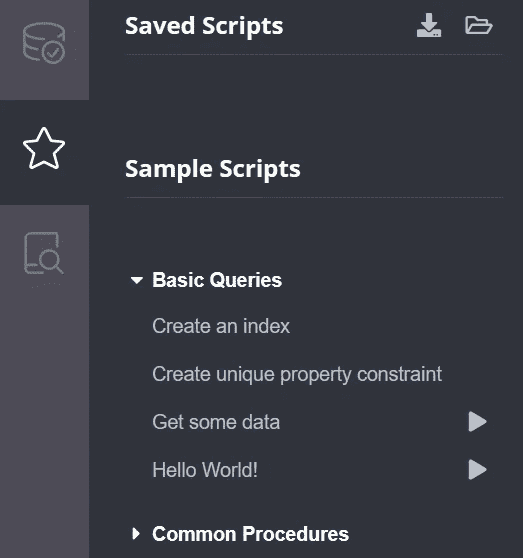 Saved Scripts
Sample Scripts
Basic Queries
Create an index
Create unique property constraint
Get some data
Hello World!
Common Procedures